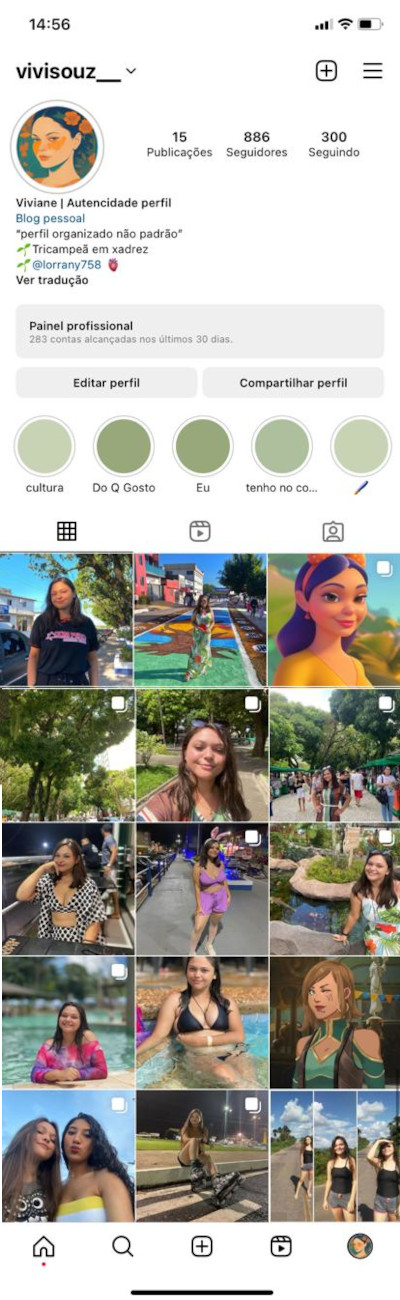 14:56
vivisouz__
15 886 300
Publicações Seguidores Seguindo
Viviane | Autencidade perfil
Blog pessoal
“perfil organizado não padrão”
🌱Tricampeã em xadrez
🌱@lorrany758 🫀
Ver tradução
Painel profissional
283 contas alcançadas nos últimos 30 dias.
Editar perfil Compartilhar perfil
cultura Do Q Gosto Eu tenho no co... 🖌️